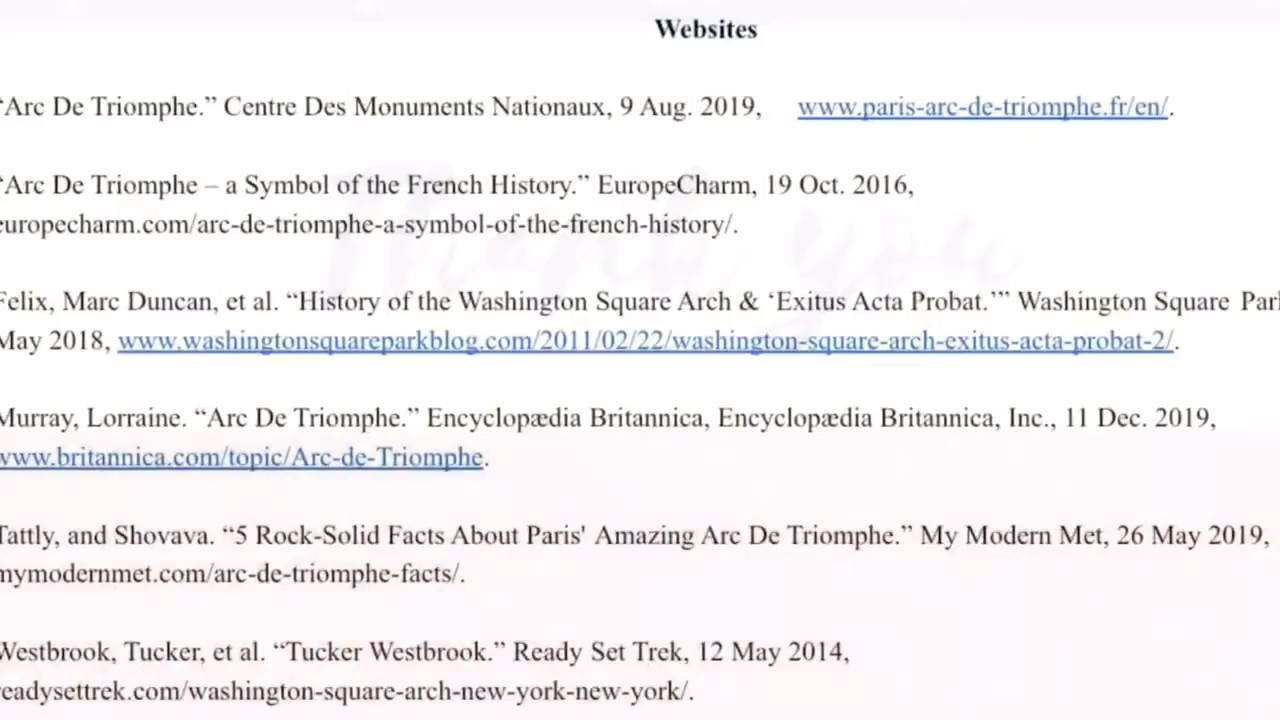 Websites
“Arc De Triomphe.” Centre Des Monuments Nationaux, 9 Aug. 2019, www.paris-arc-de-triomphe.fr/en/.
“Arc De Triomphe – a Symbol of the French History.” EuropeCharm, 19 Oct. 2016,
europecharm.com/arc-de-triomphe-a-symbol-of-the-french-history/.
Thank you
Felix, Marc Duncan, et al. “History of the Washington Square Arch & ‘Exitus Acta Probat.’” Washington Square
May 2018, www.washingtonsquareparkblog.com/2011/02/22/washington-square-arch-exitus-acta-probat-2/.
Murray, Lorraine. “Arc De Triomphe.” Encyclopædia Britannica, Encyclopædia Britannica, Inc., 11 Dec. 2019,
www.britannica.com/topic/Arc-de-Triomphe.
Tattly, and Shovava. “5 Rock-Solid Facts About Paris' Amazing Arc De Triomphe.” My Modern Met, 26 May 2019,
mymodernmet.com/arc-de-triomphe-facts/.
Westbrook, Tucker, et al. “Tucker Westbrook.” Ready Set Trek, 12 May 2014,
readysettrek.com/washington-square-arch-new-york-new-york/.